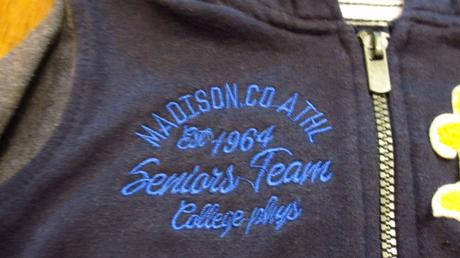 MADISON.CO.ATHL
Est 1964
Seniors Team
College phys